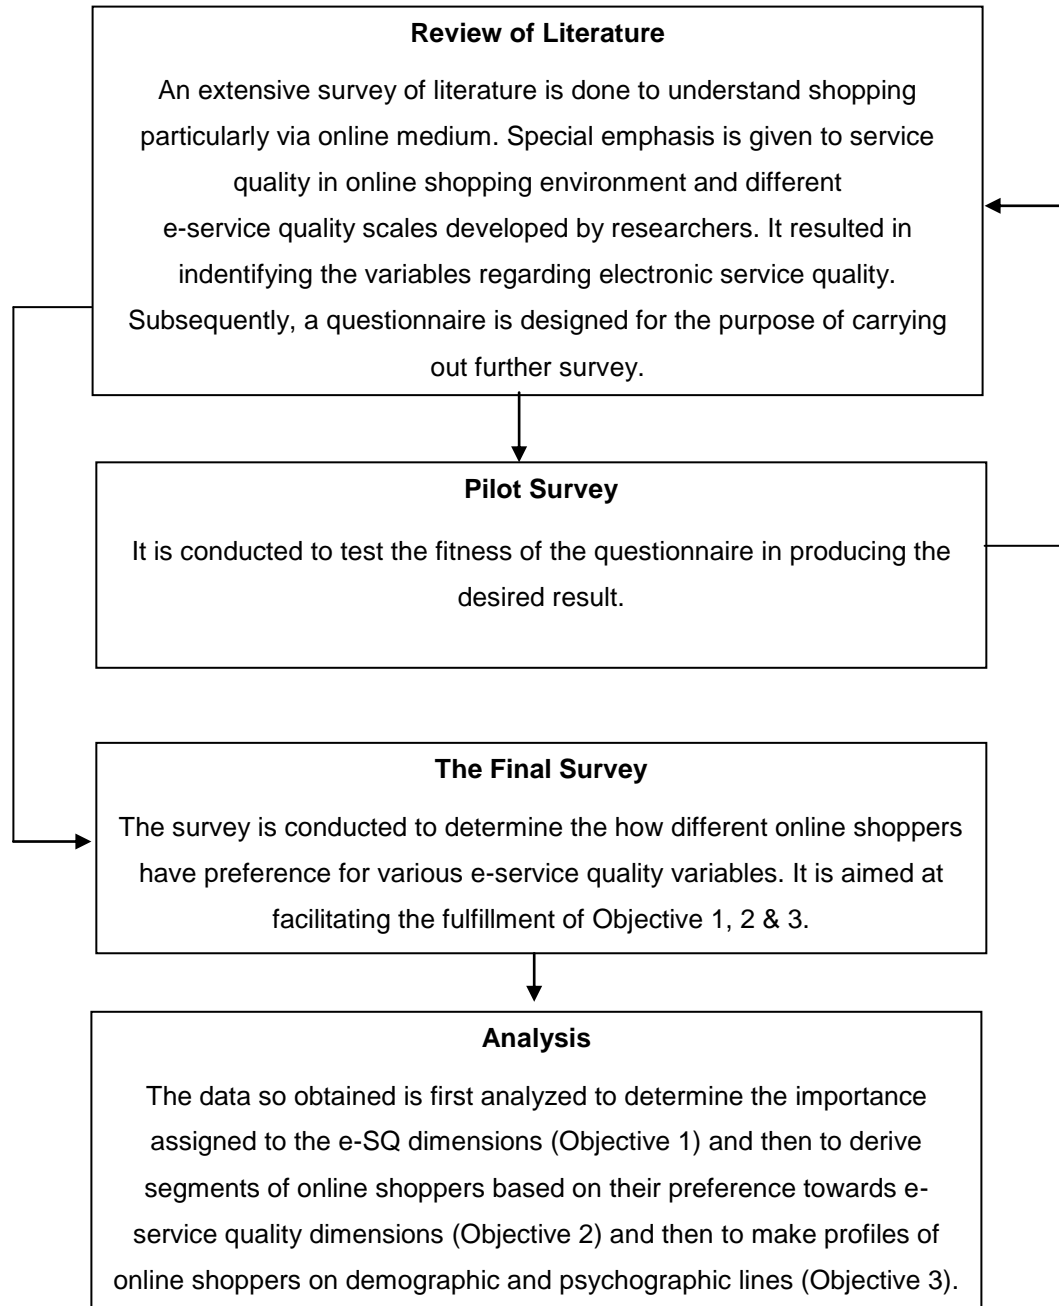 Review of Literature
An extensive survey of literature is done to understand shopping
particularly via online medium. Special emphasis is given to service
quality in online shopping environment and different
e-service quality scales developed by researchers. It resulted in
indentifying the variables regarding electronic service quality.
Subsequently, a questionnaire is designed for the purpose of carrying
out further survey.
Pilot Survey
It is conducted to test the fitness of the questionnaire in producing the
desired result.
The Final Survey
The survey is conducted to determine the how different online shoppers
have preference for various e-service quality variables. It is aimed at
facilitating the fulfillment of Objective 1, 2 & 3.
Analysis
The data so obtained is first analyzed to determine the importance
assigned to the e-SQ dimensions (Objective 1) and then to derive
segments of online shoppers based on their preference towards e-
service quality dimensions (Objective 2) and then to make profiles of
online shoppers on demographic and psychographic lines (Objective 3).